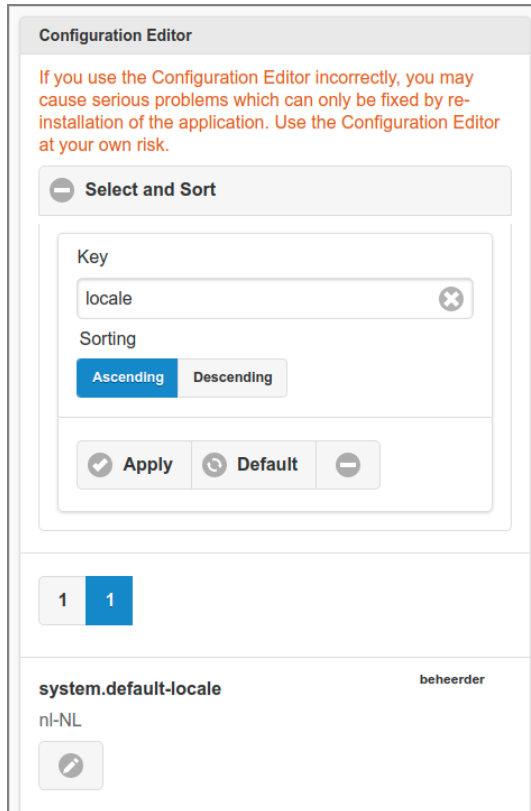 Configuration Editor
If you use the Configuration Editor incorrectly, you may
cause serious problems which can only be fixed by re-
installation of the application. Use the Configuration Editor
at your own risk.
Select and Sort
Key
locale
Sorting
Ascending Descending
Apply Default
1 1
system.default-locale beheerder
nl-NL